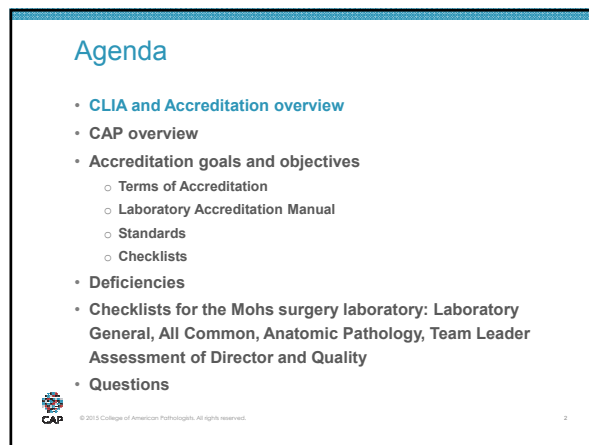 Agenda
• CLIA and Accreditation overview
• CAP overview
• Accreditation goals and objectives
○ Terms of Accreditation
○ Laboratory Accreditation Manual
○ Standards
○ Checklists
• Deficiencies
• Checklists for the Mohs surgery laboratory: Laboratory
General, All Common, Anatomic Pathology, Team Leader
Assessment of Director and Quality
• Questions
CAP
© 2015 College of American Pathologists. All rights reserved.
2